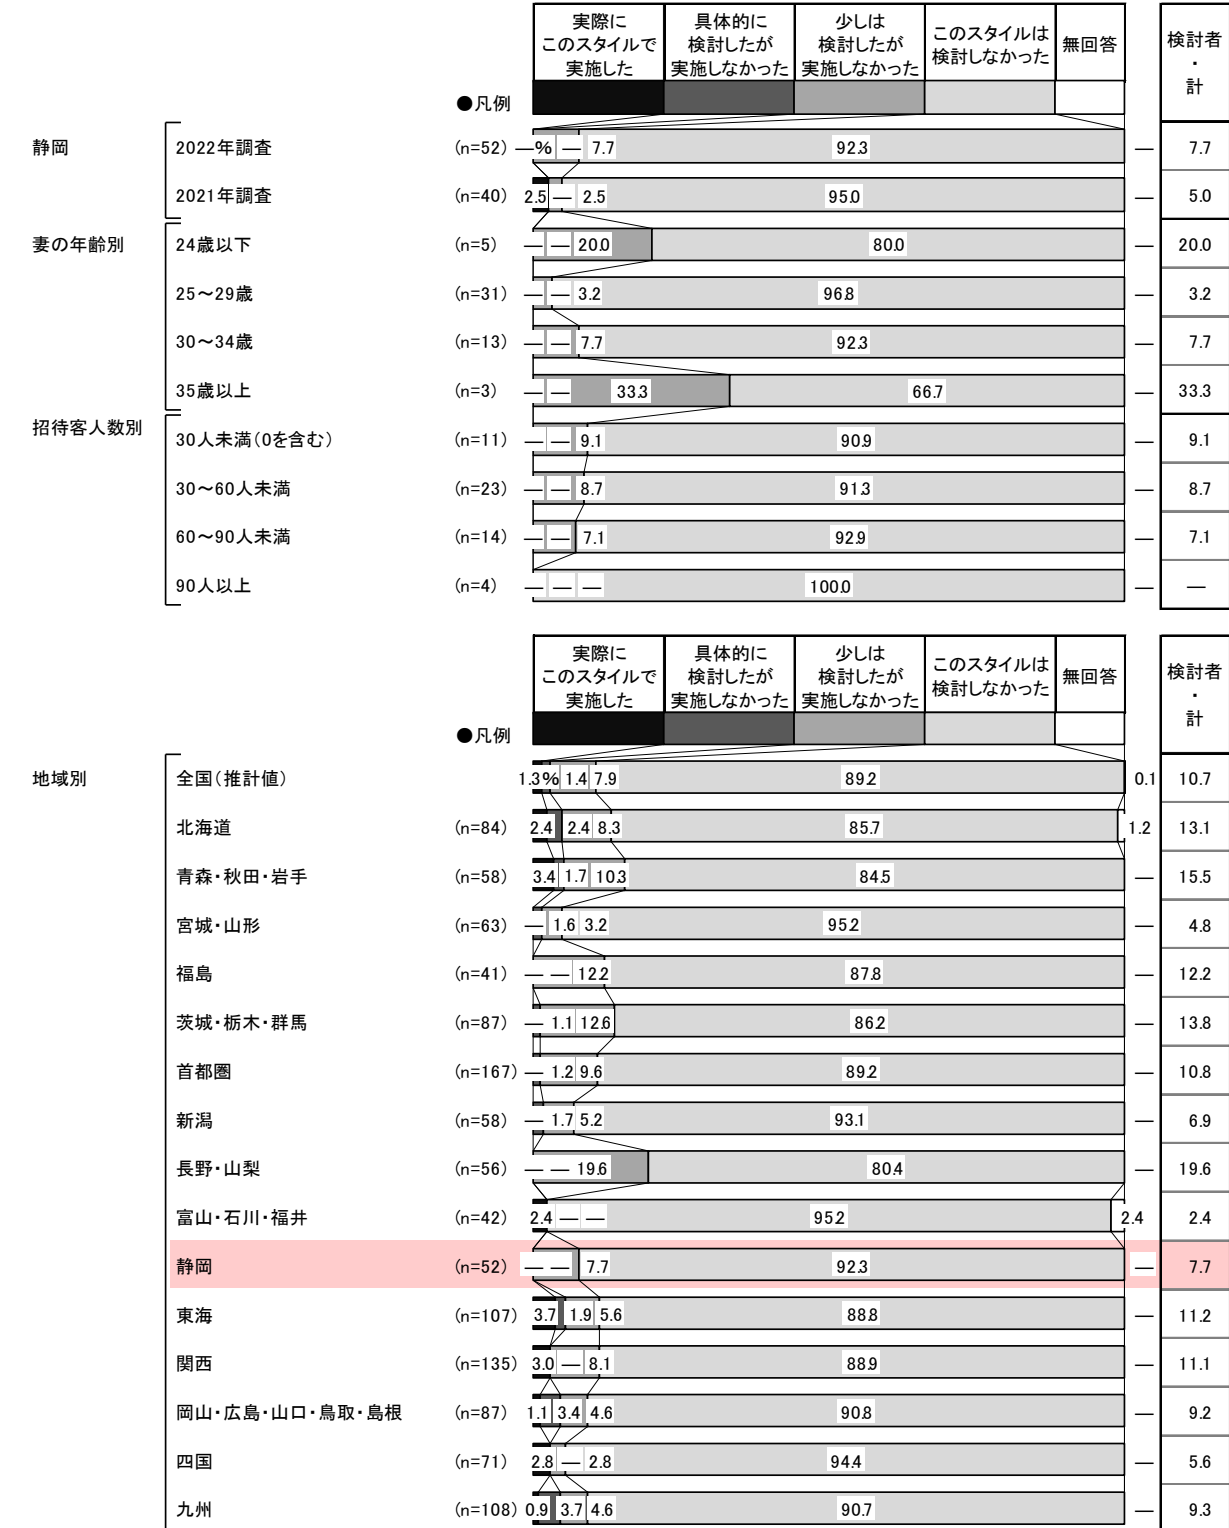 実際に
このスタイルで
実施した
具体的に
検討したが
実施しなかった
少しは
検討したが
実施しなかった
このスタイルは
検討しなかった
無回答
検討者
・
計
●凡例
静岡 2022年調査 (n=52) ―% ― 7.7 92.3 ― 7.7
2021年調査 (n=40) 2.5 ― 2.5 95.0 ― 5.0
妻の年齢別 24歳以下 (n=5) ― ― 20.0 80.0 ― 20.0
25～29歳 (n=31) ― ― 3.2 96.8 ― 3.2
30～34歳 (n=13) ― ― 7.7 92.3 ― 7.7
35歳以上 (n=3) ― ― 33.3 66.7 ― 33.3
招待客人数別 30人未満(0を含む) (n=11) ― ― 9.1 90.9 ― 9.1
30～60人未満 (n=23) ― ― 8.7 91.3 ― 8.7
60～90人未満 (n=14) ― ― 7.1 92.9 ― 7.1
90人以上 (n=4) ― ― ― 100.0 ― ―
実際に
このスタイルで
実施した
具体的に
検討したが
実施しなかった
少しは
検討したが
実施しなかった
このスタイルは
検討しなかった
無回答
検討者
・
計
●凡例
地域別 全国(推計値) 1.3% 1.4 7.9 89.2 0.1 10.7
北海道 (n=84) 2.4 2.4 8.3 85.7 1.2 13.1
青森・秋田・岩手 (n=58) 3.4 1.7 10.3 84.5 ― 15.5
宮城・山形 (n=63) ― 1.6 3.2 95.2 ― 4.8
福島 (n=41) ― ― 12.2 87.8 ― 12.2
茨城・栃木・群馬 (n=87) ― 1.1 12.6 86.2 ― 13.8
首都圏 (n=167) ― 1.2 9.6 89.2 ― 10.8
新潟 (n=58) ― 1.7 5.2 93.1 ― 6.9
長野・山梨 (n=56) ― ― 19.6 80.4 ― 19.6
富山・石川・福井 (n=42) 2.4 ― ― 95.2 2.4 2.4
静岡 (n=52) ― ― 7.7 92.3 ― 7.7
東海 (n=107) 3.7 1.9 5.6 88.8 ― 11.2
関西 (n=135) 3.0 ― 8.1 88.9 ― 11.1
岡山・広島・山口・鳥取・島根 (n=87) 1.1 3.4 4.6 90.8 ― 9.2
四国 (n=71) 2.8 ― 2.8 94.4 ― 5.6
九州 (n=108) 0.9 3.7 4.6 90.7 ― 9.3